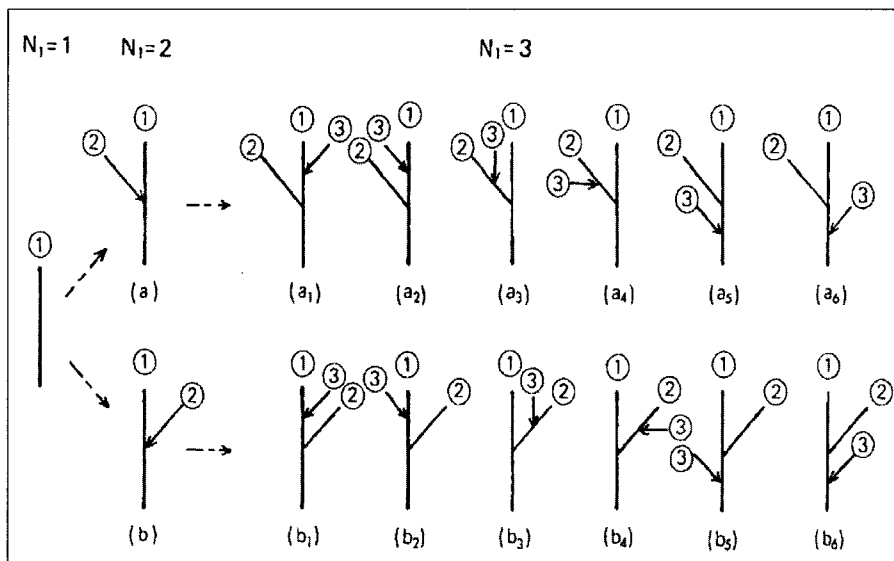 N₁=1 N₁=2 N₁=3
① ① ① ① ① ① ①
② ② ③ ③ ② ② ③ ② ③ ② ③ ② ③
①
(a) (a₁) (a₂) (a₃) (a₄) (a₅) (a₆)
① ① ① ① ① ① ①
② ③ ② ③ ② ③ ② ② ③ ② ③ ② ③
(b) (b₁) (b₂) (b₃) (b₄) (b₅) (b₆)